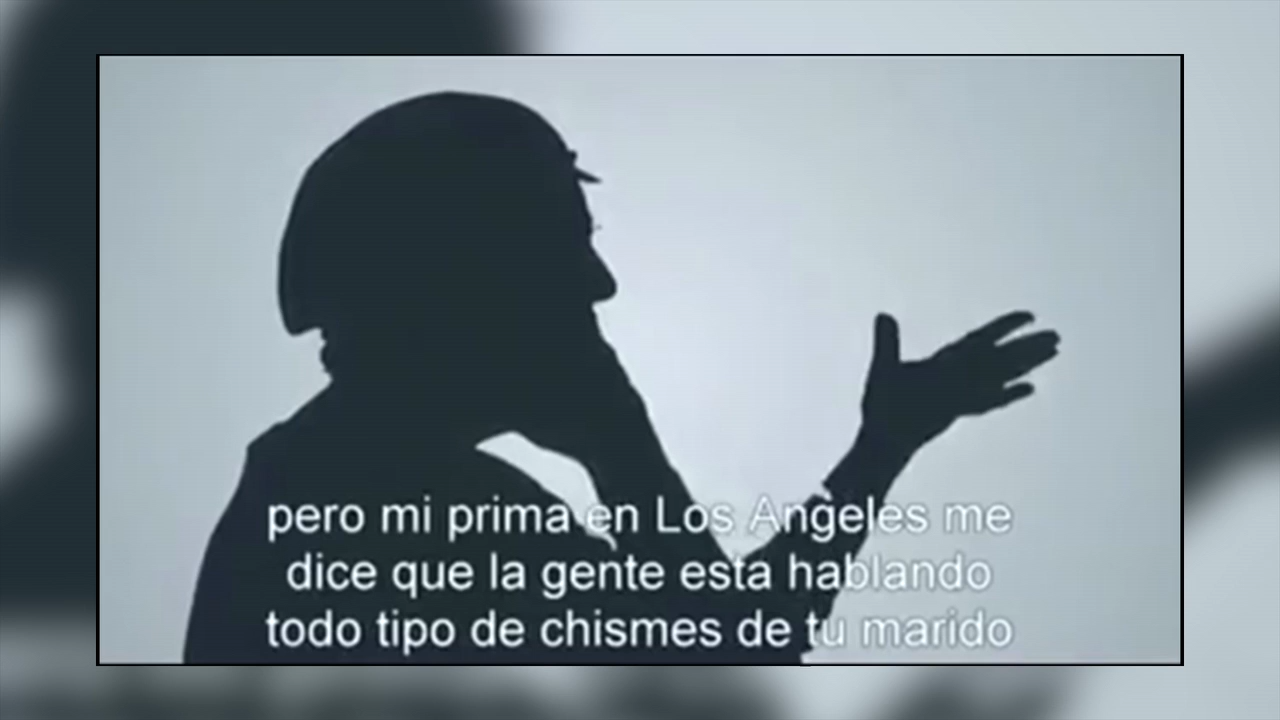 pero mi prima en Los Angeles me
dice que la gente esta hablando
todo tipo de chismes de tu marido